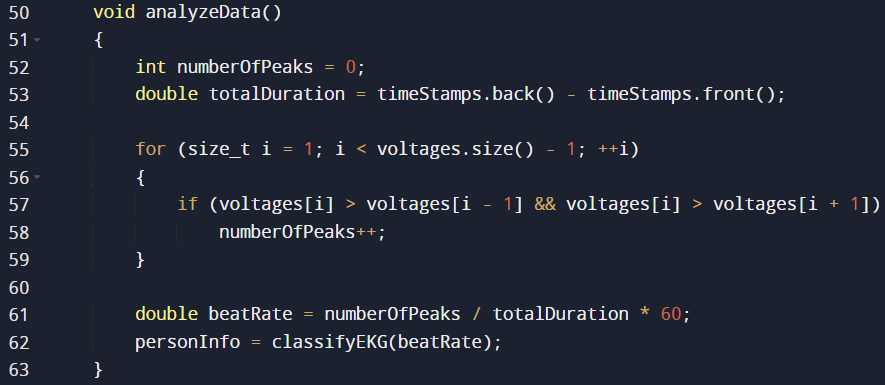 50 void analyzeData()
51 {
52 int numberOfPeaks = 0;
53 double totalDuration = timeStamps.back() - timeStamps.front();
54
55 for (size_t i = 1; i < voltages.size() - 1; ++i)
56 {
57 if (voltages[i] > voltages[i - 1] && voltages[i] > voltages[i + 1])
58 numberOfPeaks++;
59 }
60
61 double beatRate = numberOfPeaks / totalDuration * 60;
62 personInfo = classifyEKG(beatRate);
63 }